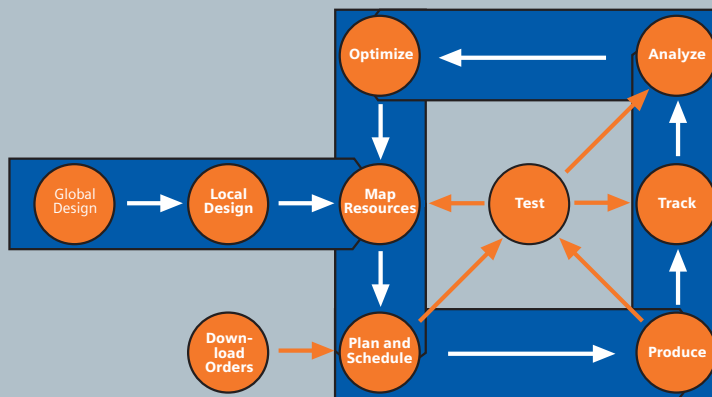 Optimize
Analyze
Global
Design
Local
Design
Map
Resources
Test
Track
Down-
load
Orders
Plan and
Schedule
Produce